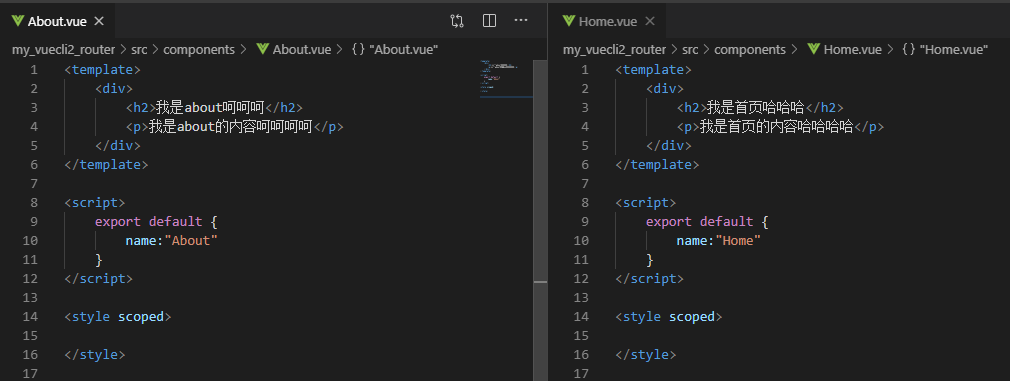 About.vue
my_vuecli2_router > src > components > About.vue > {} "About.vue"
1 <template>
2 <div>
3 <h2>我是about呵呵呵</h2>
4 <p>我是about的内容呵呵呵呵</p>
5 </div>
6 </template>
7
8 <script>
9 export default {
10 name:"About"
11 }
12 </script>
13
14 <style scoped>
15
16 </style>
17
Home.vue
my_vuecli2_router > src > components > Home.vue > {} "Home.vue"
1 <template>
2 <div>
3 <h2>我是首页哈哈哈</h2>
4 <p>我是首页的内容哈哈哈哈</p>
5 </div>
6 </template>
7
8 <script>
9 export default {
10 name:"Home"
11 }
12 </script>
13
14 <style scoped>
15
16 </style>
17